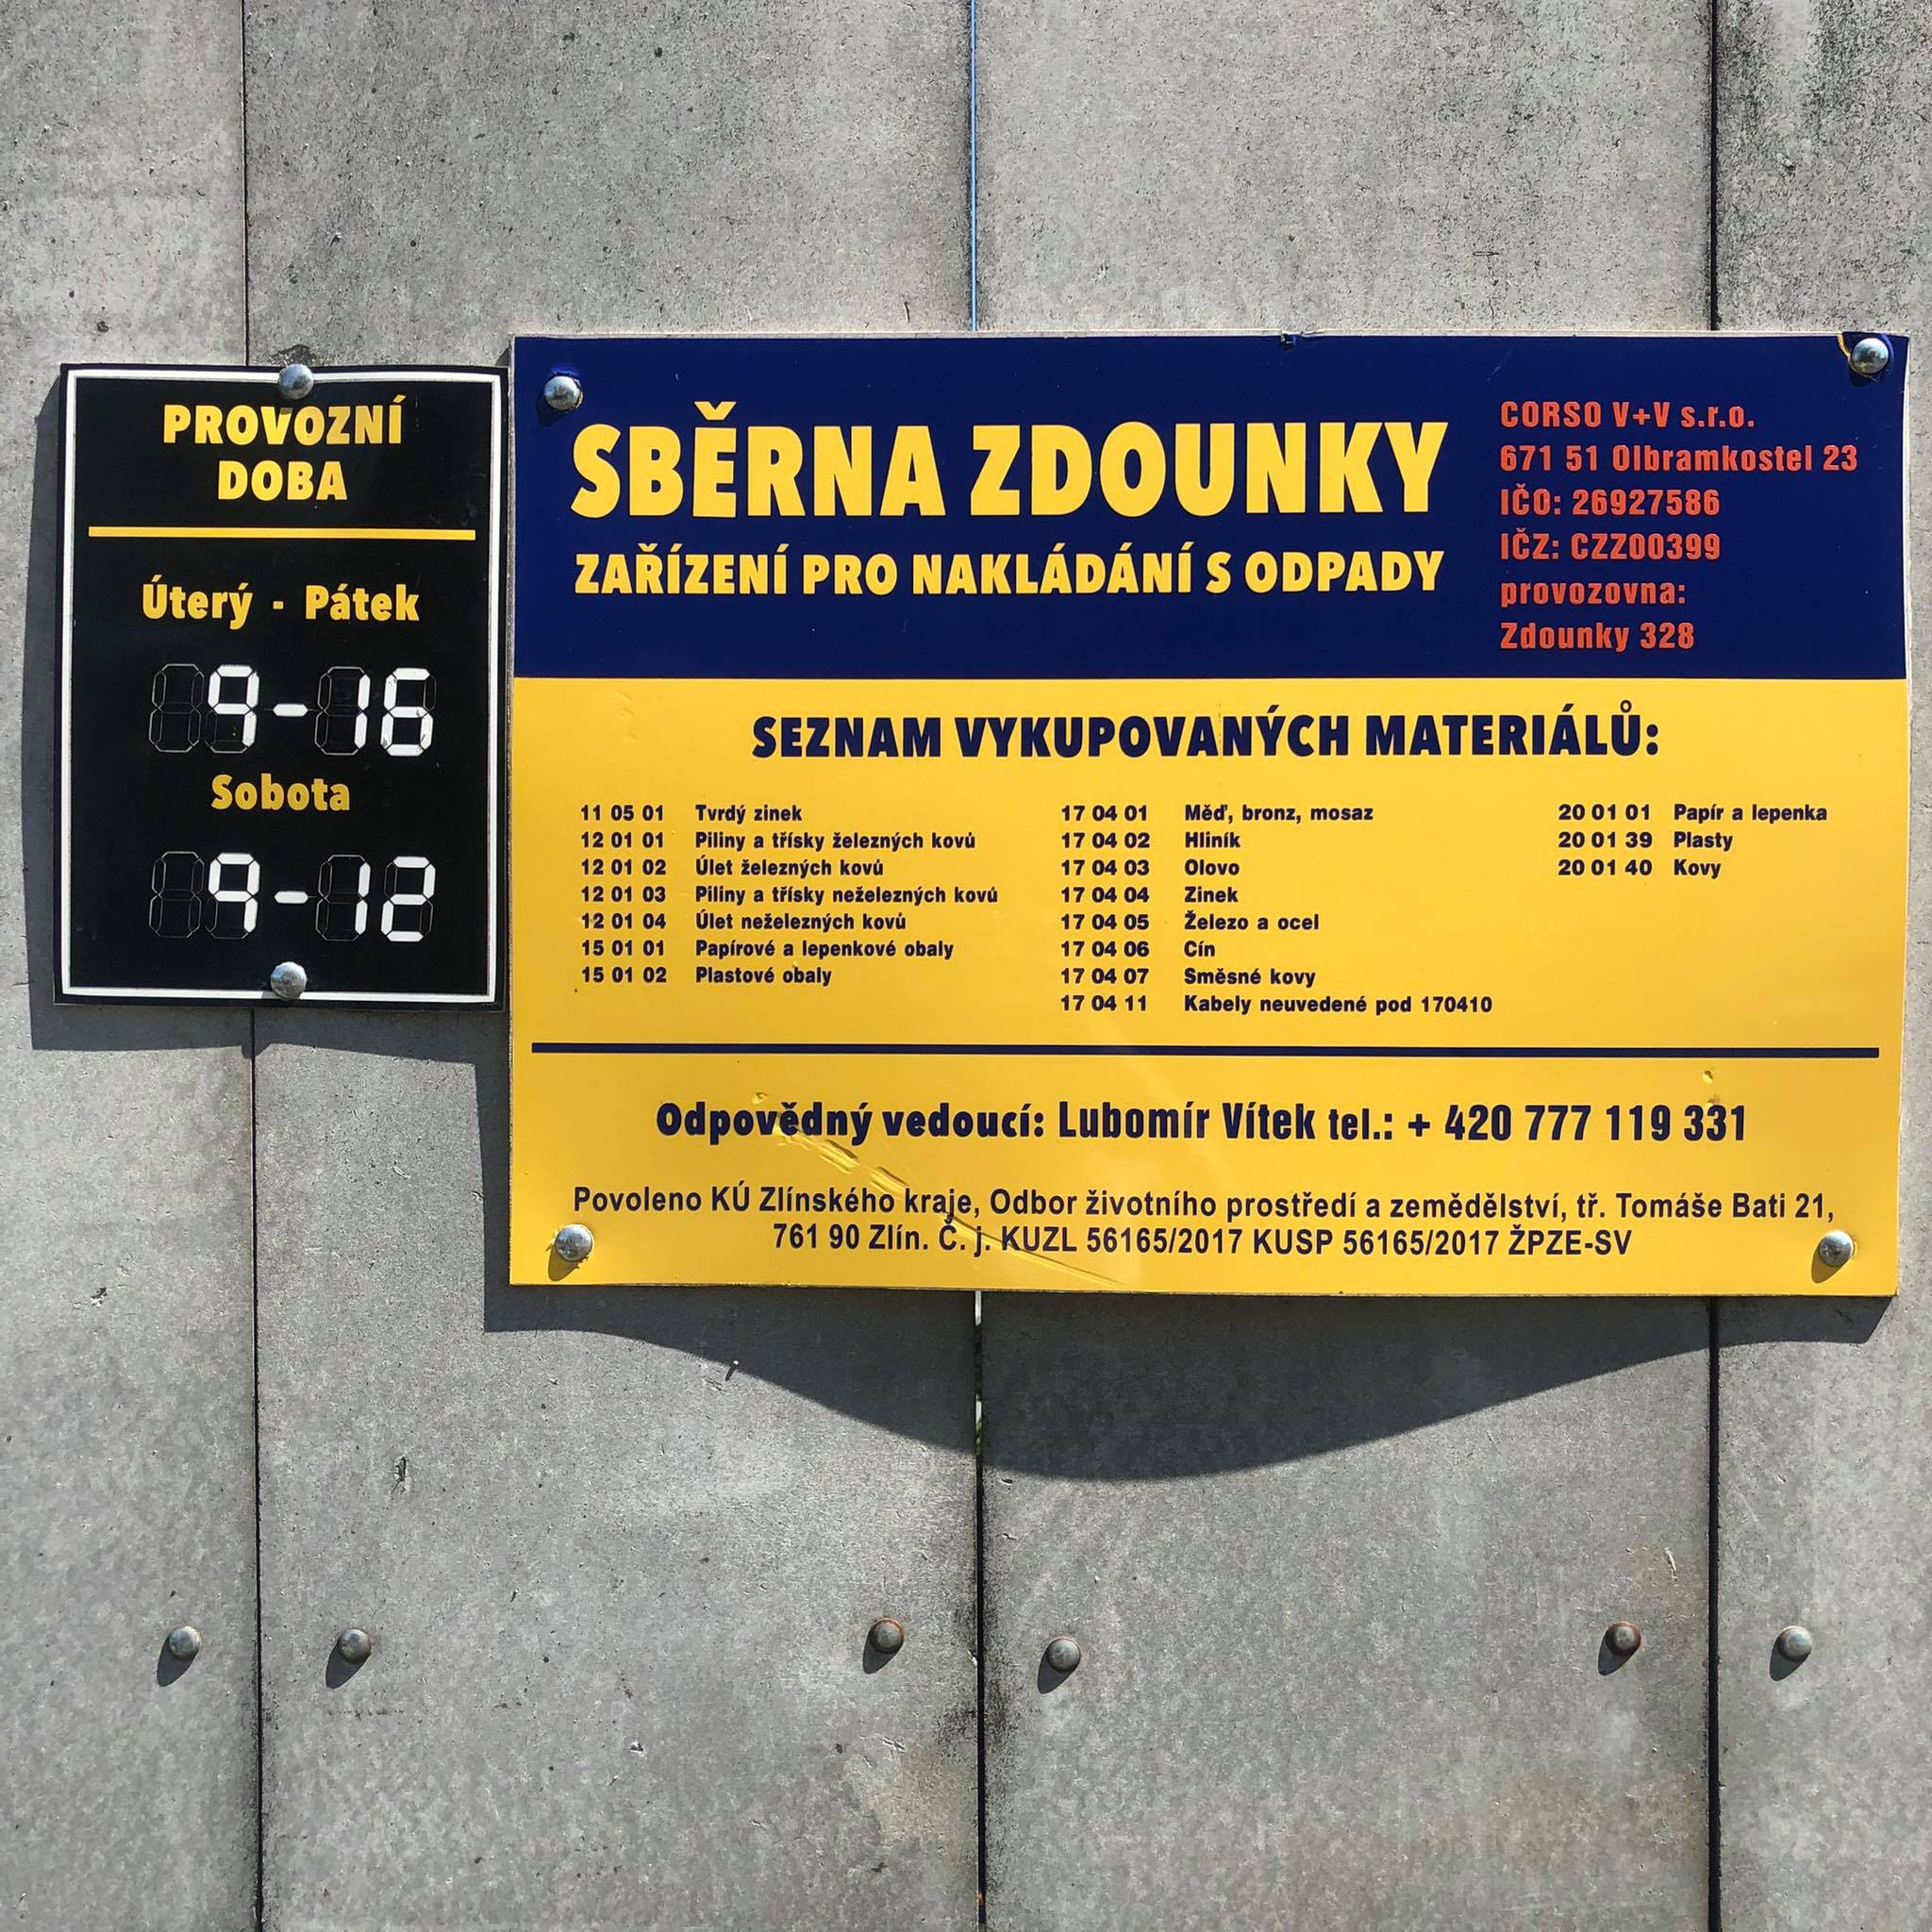 PROVOZNÍ
DOBA
Úterý - Pátek
9-16
Sobota
9-12
SBĚRNA ZDOUNKY
ZAŘÍZENÍ PRO NAKLÁDÁNÍ S ODPADY
CORSO V+V s.r.o.
671 51 Olbramkostel 23
IČO: 26927586
IČZ: CZZ00399
provozovna:
Zdounky 328
SEZNAM VYKUPOVANÝCH MATERIÁLŮ:
11 05 01 Tvrdý zinek
12 01 01 Piliny a třísky železných kovů
12 01 02 Úlet železných kovů
12 01 03 Piliny a třísky neželezných kovů
12 01 04 Úlet neželezných kovů
15 01 01 Papírové a lepenkové obaly
15 01 02 Plastové obaly
17 04 01 Měď, bronz, mosaz
17 04 02 Hliník
17 04 03 Olovo
17 04 04 Zinek
17 04 05 Železo a ocel
17 04 06 Cín
17 04 07 Směsné kovy
17 04 11 Kabely neuvedené pod 170410
20 01 01 Papír a lepenka
20 01 39 Plasty
20 01 40 Kovy
Odpovědný vedoucí: Lubomír Vítek tel.: + 420 777 119 331
Povoleno KÚ Zlínského kraje, Odbor životního prostředí a zemědělství, tř. Tomáše Bati 21,
761 90 Zlín. Č. j. KUZL 56165/2017 KUSP 56165/2017 ŽPZE-SV